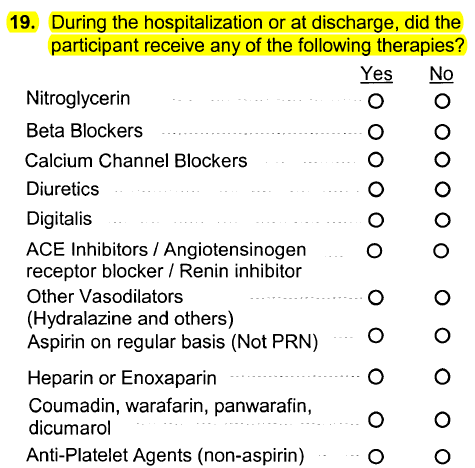 19. During the hospitalization or at discharge, did the
participant receive any of the following therapies?
Yes No
Nitroglycerin
Beta Blockers
Calcium Channel Blockers
Diuretics
Digitalis
ACE Inhibitors / Angiotensinogen
receptor blocker / Renin inhibitor
Other Vasodilators
(Hydralazine and others)
Aspirin on regular basis (Not PRN)
Heparin or Enoxaparin
Coumadin, warafarin, panwarafin,
dicumarol
Anti-Platelet Agents (non-aspirin)